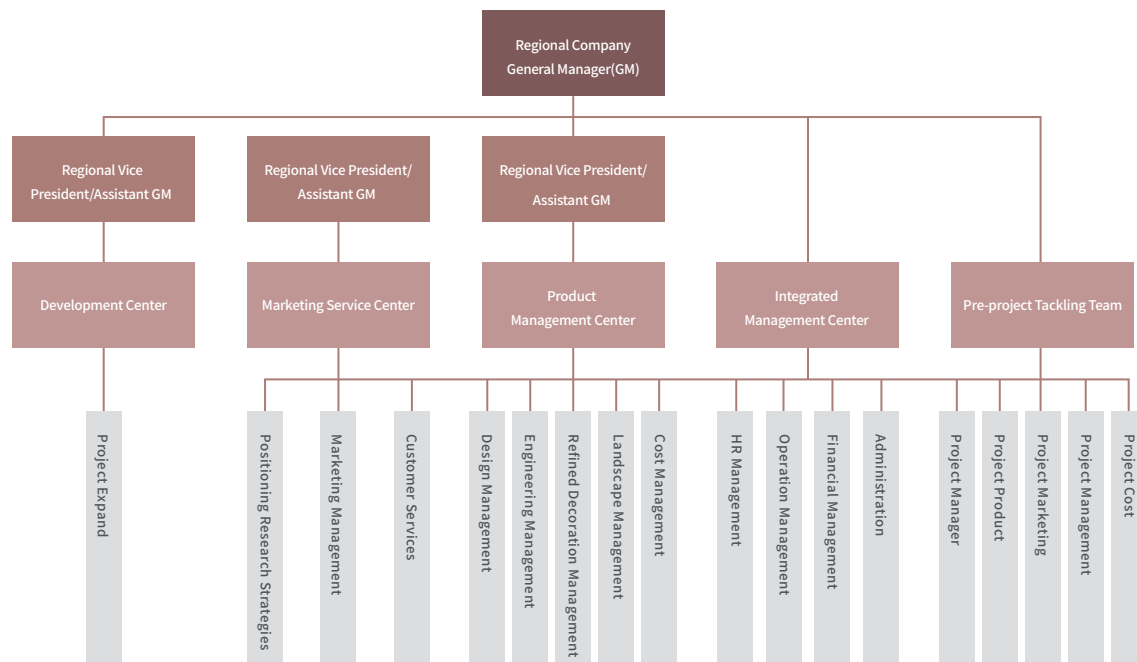 Regional Company
General Manager(GM)
Regional Vice
President/Assistant GM
Regional Vice President/
Assistant GM
Regional Vice President/
Assistant GM
Development Center
Marketing Service Center
Product
Management Center
Integrated
Management Center
Pre-project Tackling Team
Project Expand
Positioning Research Strategies
Marketing Management
Customer Services
Design Management
Engineering Management
Refined Decoration Management
Landscape Management
Cost Management
HR Management
Operation Management
Financial Management
Administration
Project Manager
Project Product
Project Marketing
Project Management
Project Cost